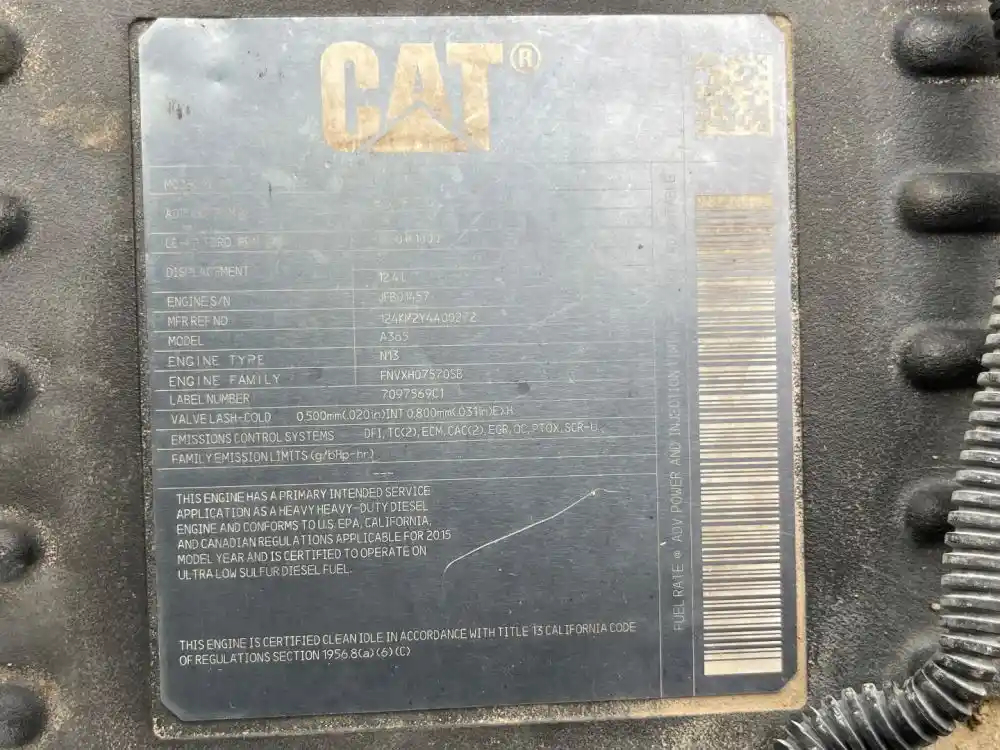 CAT®
DISPLACEMENT 12.4L
ENGINE S/N JFB01457
MFR REF NO 124KM2Y4A00272
MODEL A385
ENGINE TYPE N13
ENGINE FAMILY FNVXH07570SB
LABEL NUMBER 7097569C1
VALVE LASH-COLD 0.500mm(.020in)INT 0.800mm(.031in)EXH
EMISSIONS CONTROL SYSTEMS DFI, TC(2), ECM, CAC(2), EGR, OC, PTOX, SCR-U,
FAMILY EMISSION LIMITS (g/bHp-hr)
---
THIS ENGINE HAS A PRIMARY INTENDED SERVICE
APPLICATION AS A HEAVY HEAVY-DUTY DIESEL
ENGINE AND CONFORMS TO U.S. EPA, CALIFORNIA,
AND CANADIAN REGULATIONS APPLICABLE FOR 2015
MODEL YEAR AND IS CERTIFIED TO OPERATE ON
ULTRA LOW SULFUR DIESEL FUEL.
THIS ENGINE IS CERTIFIED CLEAN IDLE IN ACCORDANCE WITH TITLE 13 CALIFORNIA CODE
OF REGULATIONS SECTION 1956.8(a)(6)(C)
FUEL RATE @ ADV POWER AND INJECTION